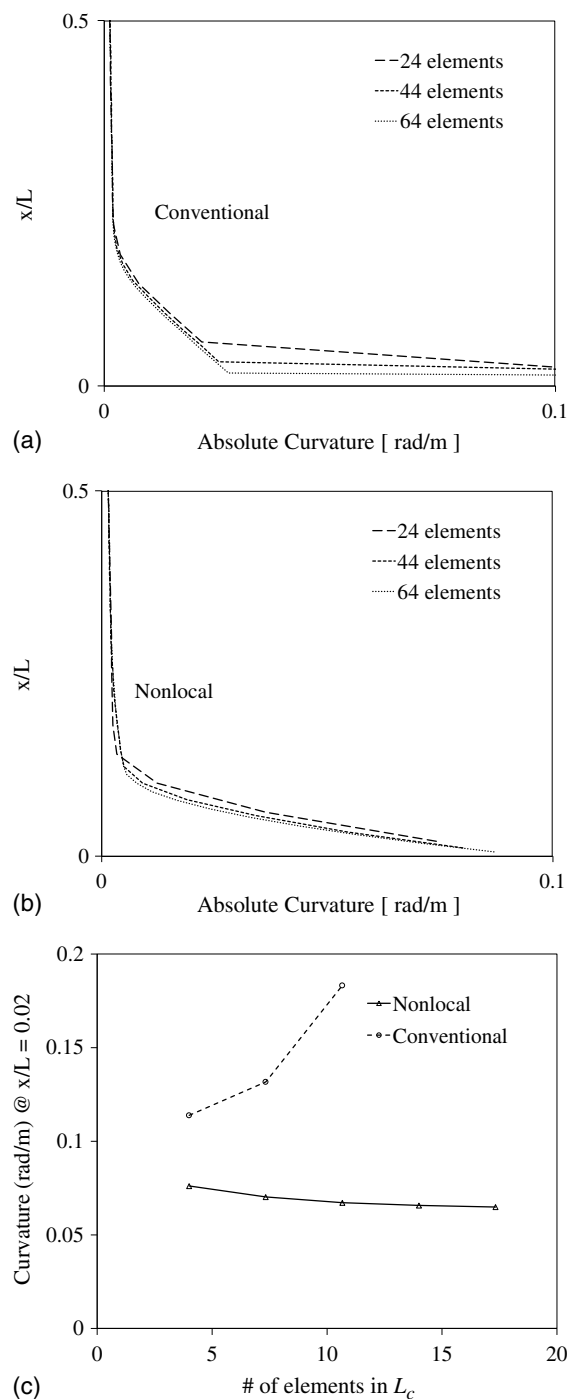 0.5
24 elements
44 elements
64 elements
x/L
Conventional
0
0
0.1
(a)
Absolute Curvature [ rad/m ]
0.5
24 elements
44 elements
64 elements
x/L
Nonlocal
0
0
0.1
(b)
Absolute Curvature [ rad/m ]
0.2
Nonlocal
Conventional
0.15
0.1
0.05
0
Curvature (rad/m) @ x/L = 0.02
0
5
10
15
20
(c)
# of elements in L_c